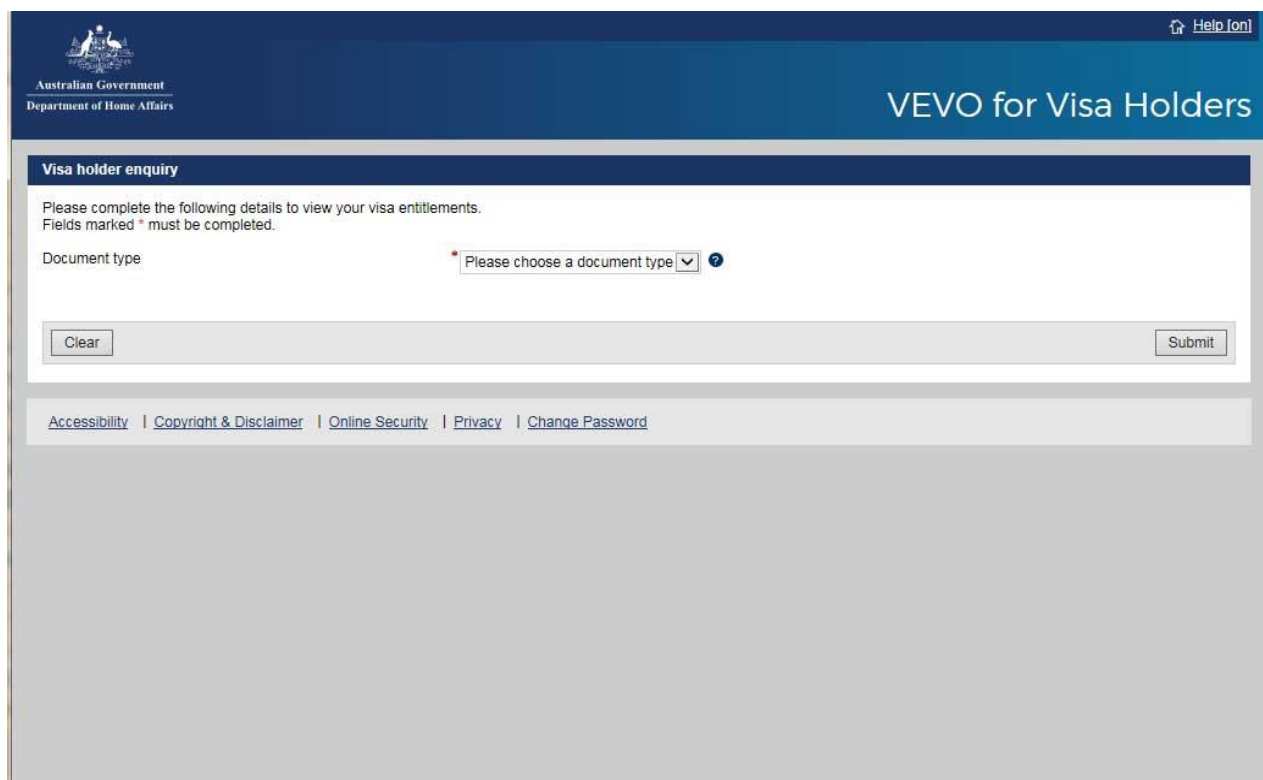 Help [on]
Australian Government
Department of Home Affairs
VEVO for Visa Holders
Visa holder enquiry
Please complete the following details to view your visa entitlements.
Fields marked * must be completed.
Document type * Please choose a document type ?
Clear Submit
Accessibility | Copyright & Disclaimer | Online Security | Privacy | Change Password